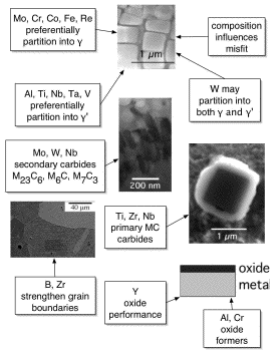 Mo, Cr, Co, Fe, Re
preferentially
partition into γ
composition
influences
misfit
1 µm
Al, Ti, Nb, Ta, V
preferentially
partition into γ'
W may
partition into
both γ and γ'
Mo, W, Nb
secondary carbides
M23C6, M6C, M7C3
200 nm
40 µm
Ti, Zr, Nb
primary MC
carbides
1 µm
B, Zr
strengthen grain
boundaries
Y
oxide
performance
oxide
metal
Al, Cr
oxide
formers